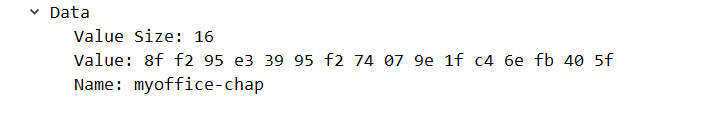 Data
Value Size: 16
Value: 8f f2 95 e3 39 95 f2 74 07 9e 1f c4 6e fb 40 5f
Name: myoffice-chap